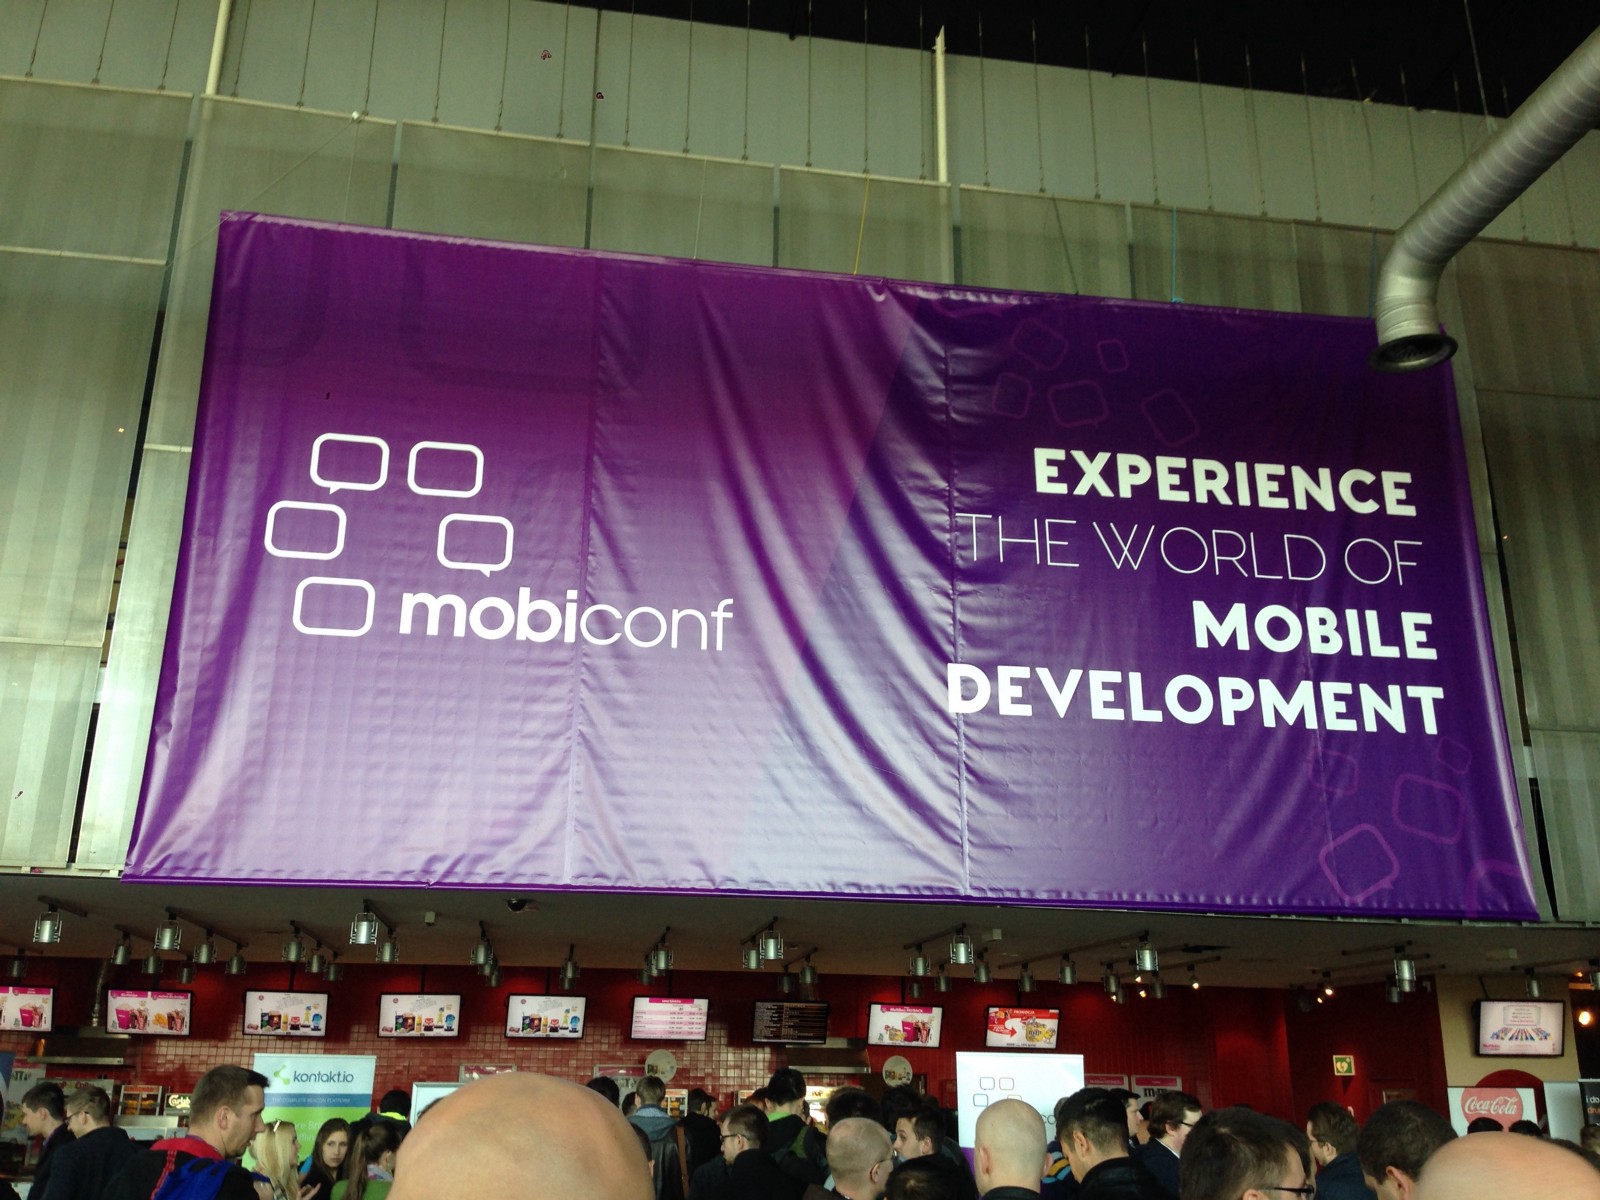 mobiconf
EXPERIENCE
THE WORLD OF
MOBILE
DEVELOPMENT
kontakt.io
Coca-Cola